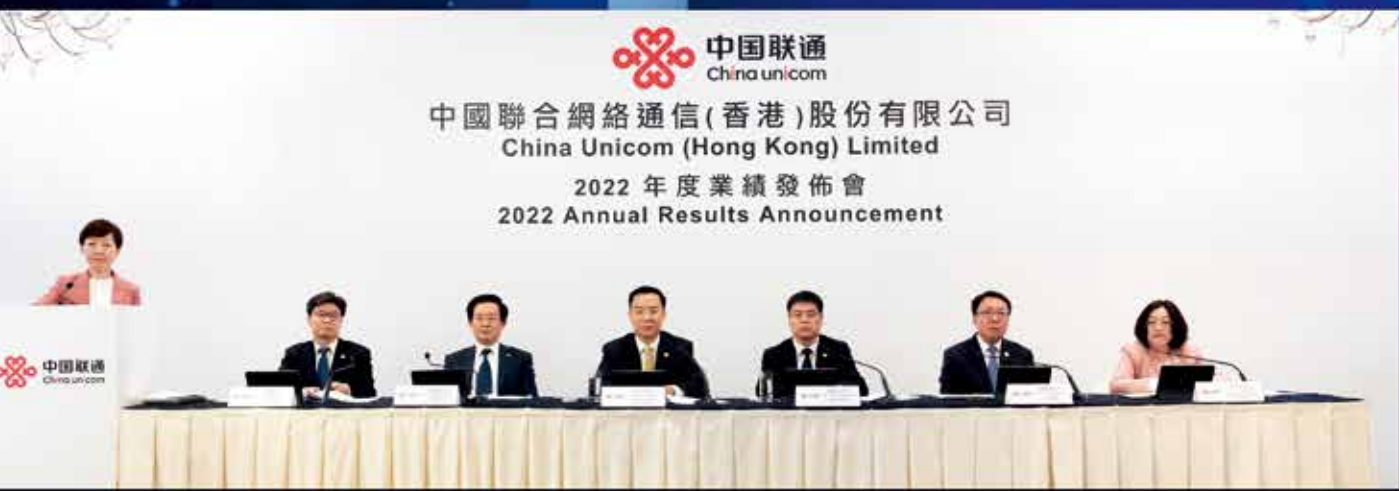 中国联通
China unicom
中國聯合網絡通信(香港)股份有限公司
China Unicom (Hong Kong) Limited
2022 年度業績發佈會
2022 Annual Results Announcement
中国联通
China unicom